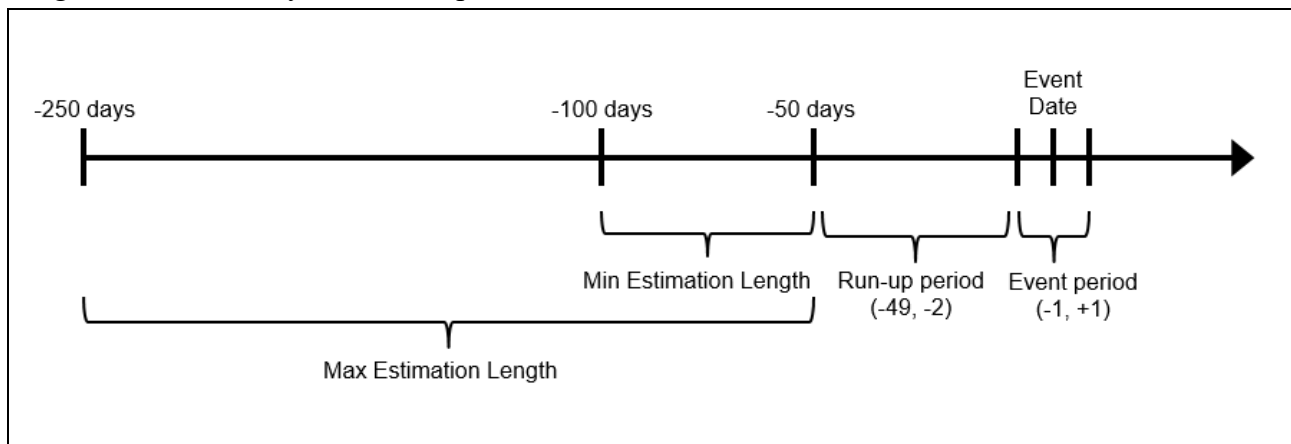 Event
Date
-250 days
-100 days
-50 days
Min Estimation Length
Run-up period
(-49, -2)
Event period
(-1, +1)
Max Estimation Length